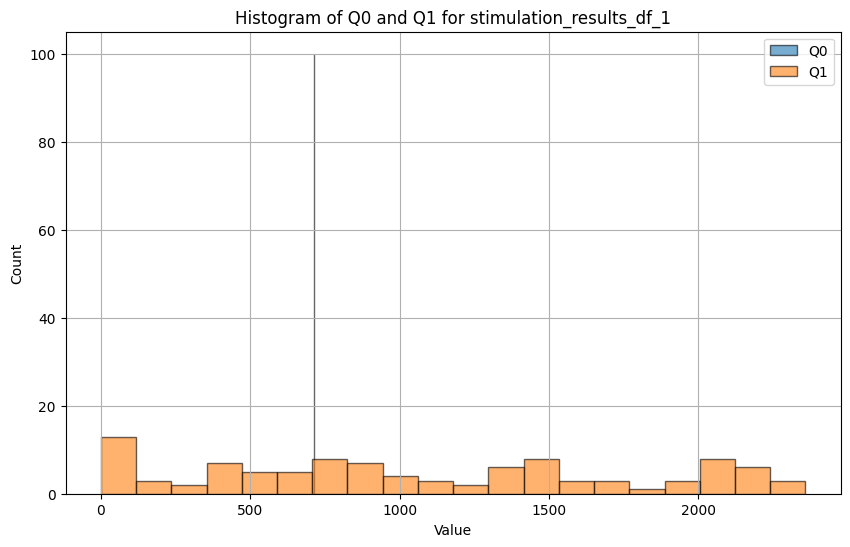 Histogram of Q0 and Q1 for stimulation_results_df_1
Q0
Q1
100
80
60
40
20
0
Count
0 500 1000 1500 2000
Value